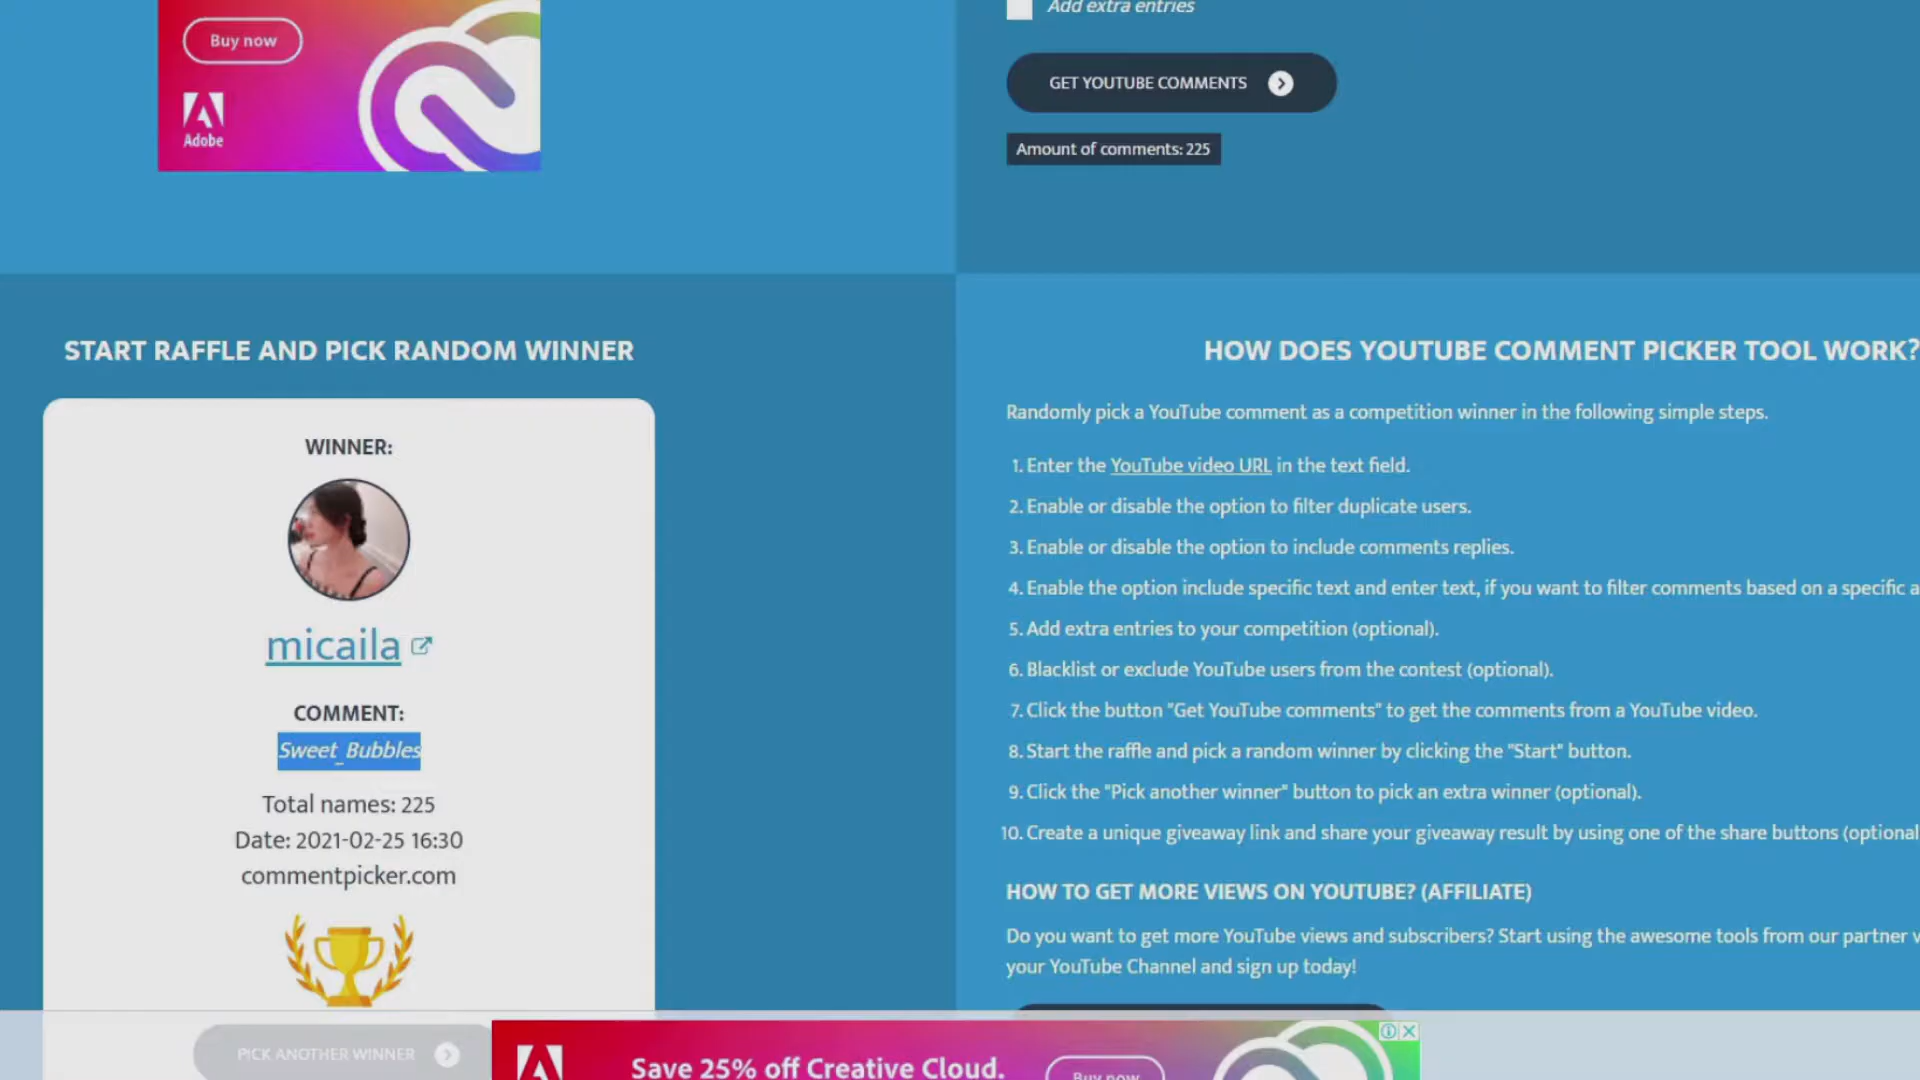 Buy now
Adobe
Add extra entries
GET YOUTUBE COMMENTS
Amount of comments: 225
START RAFFLE AND PICK RANDOM WINNER
WINNER:
micaila
COMMENT:
Sweet_Bubbles
Total names: 225
Date: 2021-02-25 16:30
commentpicker.com
PICK ANOTHER WINNER
HOW DOES YOUTUBE COMMENT PICKER TOOL WORK?
Randomly pick a YouTube comment as a competition winner in the following simple steps.
1. Enter the YouTube video URL in the text field.
2. Enable or disable the option to filter duplicate users.
3. Enable or disable the option to include comments replies.
4. Enable the option include specific text and enter text, if you want to filter comments based on a specific a
5. Add extra entries to your competition (optional).
6. Blacklist or exclude YouTube users from the contest (optional).
7. Click the button "Get YouTube comments" to get the comments from a YouTube video.
8. Start the raffle and pick a random winner by clicking the "Start" button.
9. Click the "Pick another winner" button to pick an extra winner (optional).
10. Create a unique giveaway link and share your giveaway result by using one of the share buttons (optional
HOW TO GET MORE VIEWS ON YOUTUBE? (AFFILIATE)
Do you want to get more YouTube views and subscribers? Start using the awesome tools from our partner v
your YouTube Channel and sign up today!
Save 25% off Creative Cloud.
Buy now